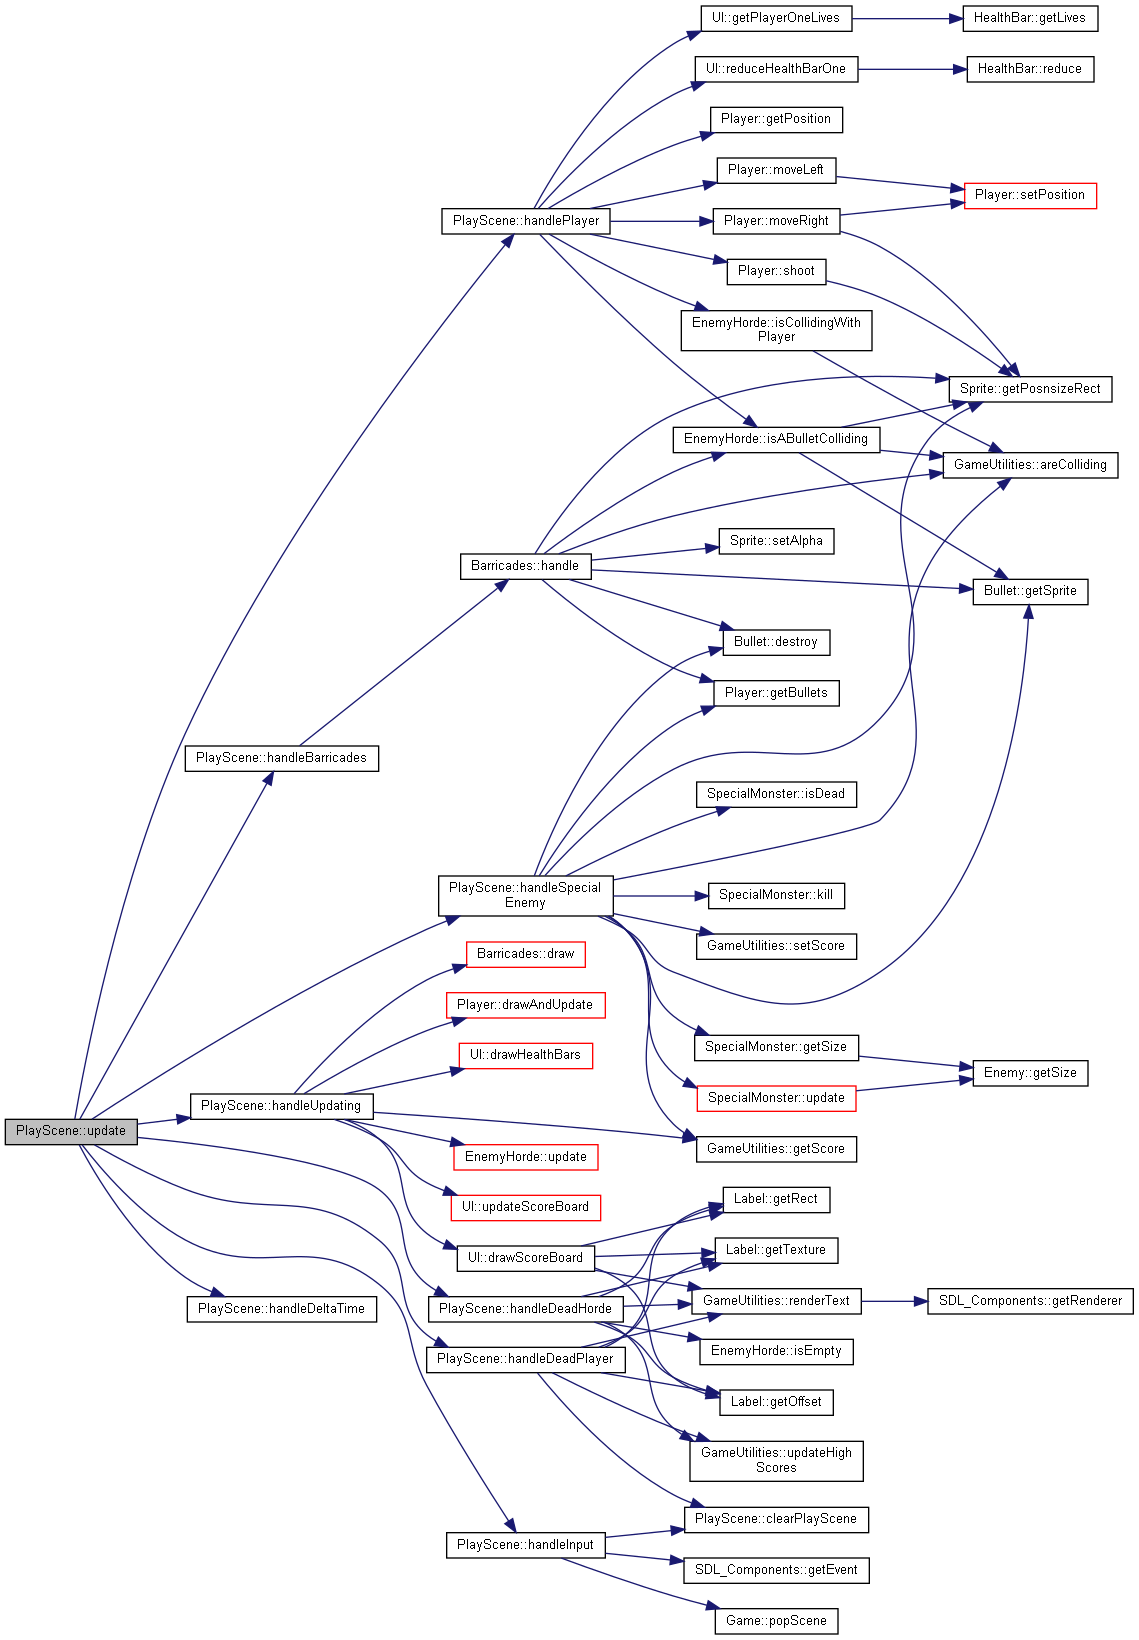 UI::getPlayerOneLives
HealthBar::getLives
UI::reduceHealthBarOne
HealthBar::reduce
Player::getPosition
Player::moveLeft
Player::setPosition
PlayScene::handlePlayer
Player::moveRight
Player::shoot
EnemyHorde::isCollidingWith
Player
Sprite::getPosnsizeRect
EnemyHorde::isABulletColliding
GameUtilities::areColliding
Sprite::setAlpha
Barricades::handle
Bullet::getSprite
Bullet::destroy
Player::getBullets
PlayScene::handleBarricades
SpecialMonster::isDead
PlayScene::handleSpecial
Enemy
SpecialMonster::kill
GameUtilities::setScore
Barricades::draw
Player::drawAndUpdate
UI::drawHealthBars
SpecialMonster::getSize
Enemy::getSize
SpecialMonster::update
PlayScene::handleUpdating
PlayScene::update
GameUtilities::getScore
EnemyHorde::update
UI::updateScoreBoard
Label::getRect
UI::drawScoreBoard
Label::getTexture
PlayScene::handleDeltaTime
PlayScene::handleDeadHorde
GameUtilities::renderText
SDL_Components::getRenderer
EnemyHorde::isEmpty
PlayScene::handleDeadPlayer
Label::getOffset
GameUtilities::updateHigh
Scores
PlayScene::clearPlayScene
PlayScene::handleInput
SDL_Components::getEvent
Game::popScene